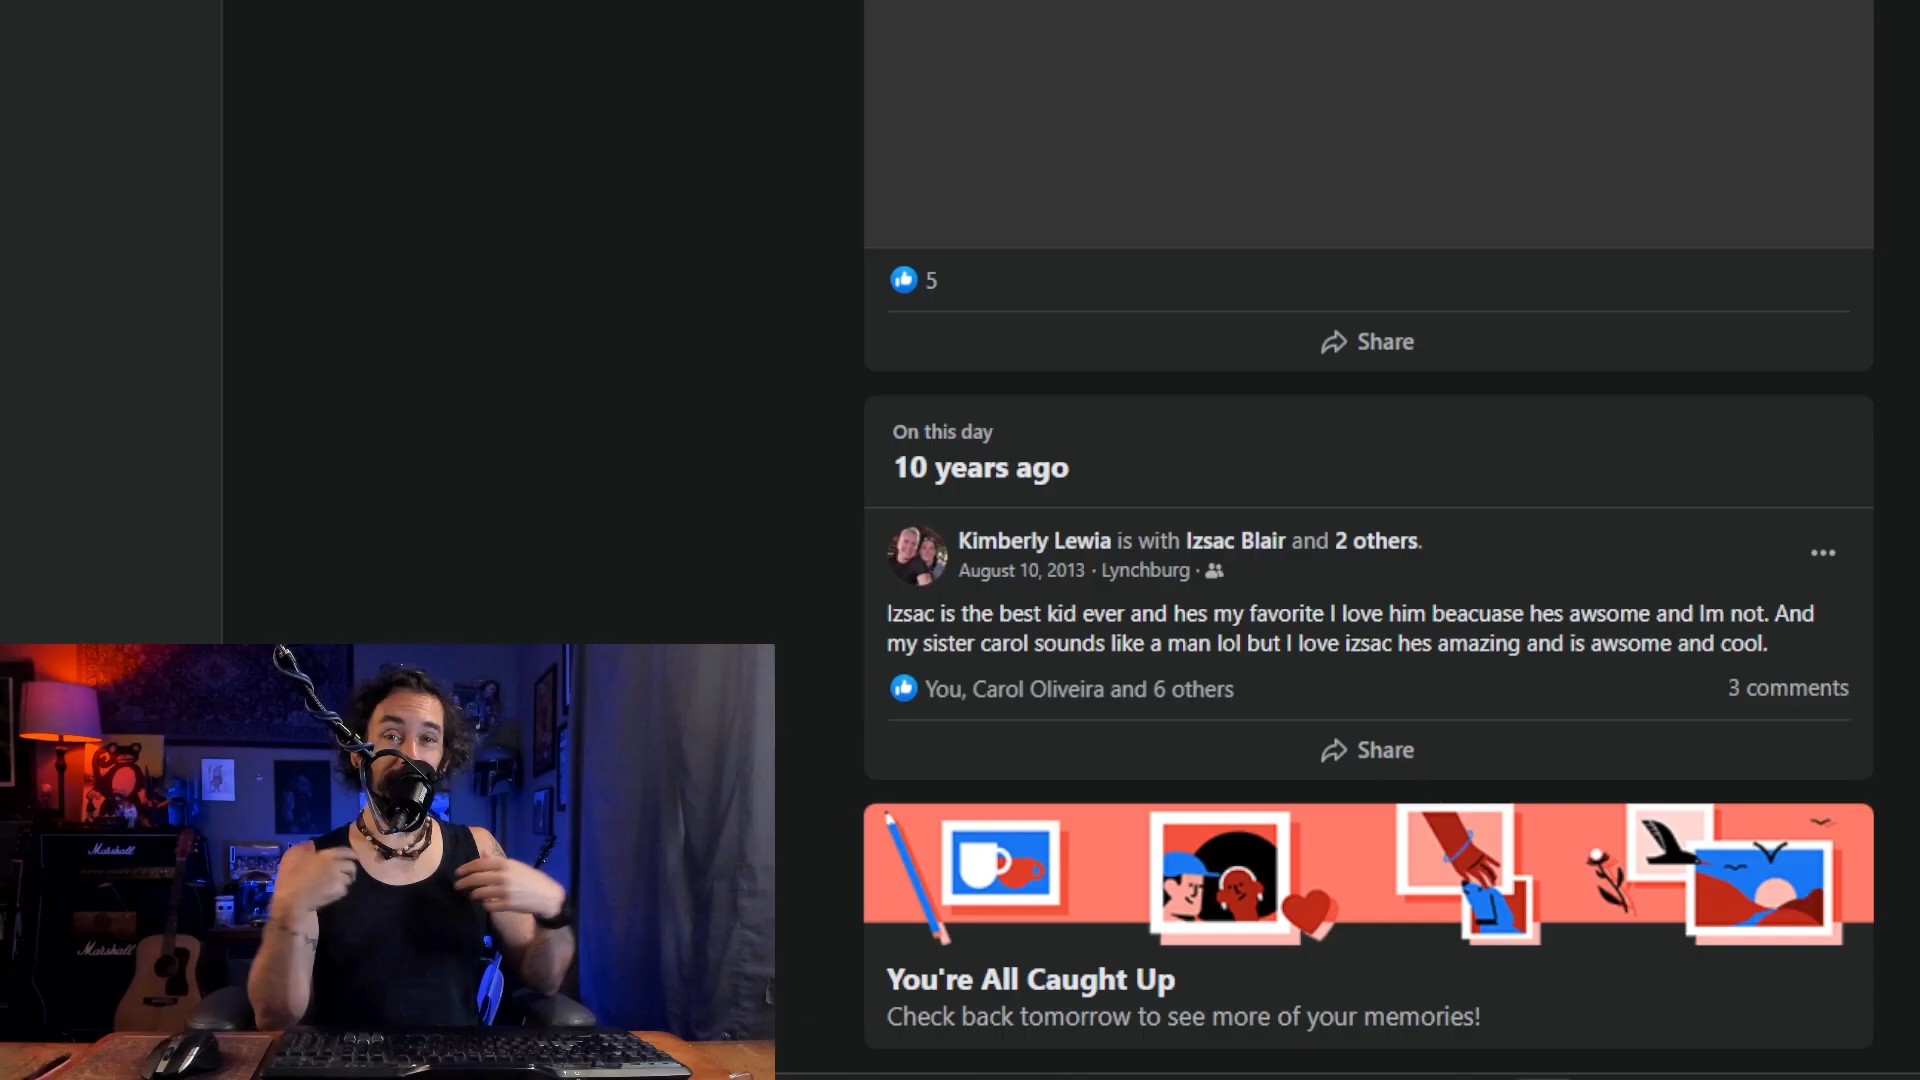 5
Share
On this day
10 years ago
Kimberly Lewia is with Izsac Blair and 2 others.
August 10, 2013 · Lynchburg ·
Izsac is the best kid ever and hes my favorite I love him beacuase hes awsome and Im not. And
my sister carol sounds like a man lol but I love izsac hes amazing and is awsome and cool.
You, Carol Oliveira and 6 others
3 comments
Share
You're All Caught Up
Check back tomorrow to see more of your memories!
Marshall
Marshall